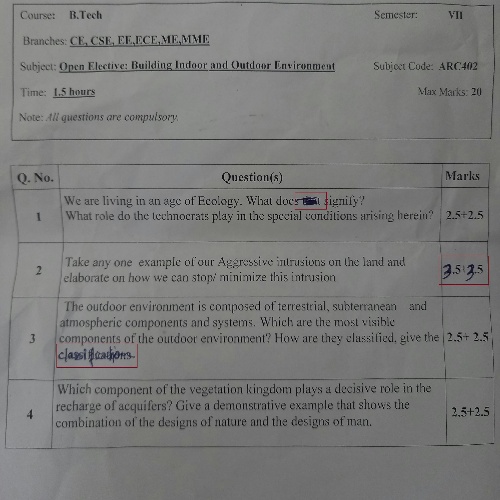 Course: B.Tech Semester: VII
Branches: CE, CSE, EE,ECE,ME,MME
Subject: Open Elective: Building Indoor and Outdoor Environment Subject Code: ARC402
Time: 1.5 hours Max Marks: 20
Note: All questions are compulsory.
Q. No. Question(s) Marks
1 We are living in an age of Ecology. What does signify?
What role do the technocrats play in the special conditions arising herein? 2.5+2.5
2 Take any one example of our Aggressive intrusions on the land and
elaborate on how we can stop/ minimize this intrusion 3.5+3.5
The outdoor environment is composed of terrestrial, subterranean and
atmospheric components and systems. Which are the most visible
3 components of the outdoor environment? How are they classified, give the 2.5+ 2.5
classifications
Which component of the vegetation kingdom plays a decisive role in the
4 recharge of acquifers? Give a demonstrative example that shows the 2.5+2.5
combination of the designs of nature and the designs of man.